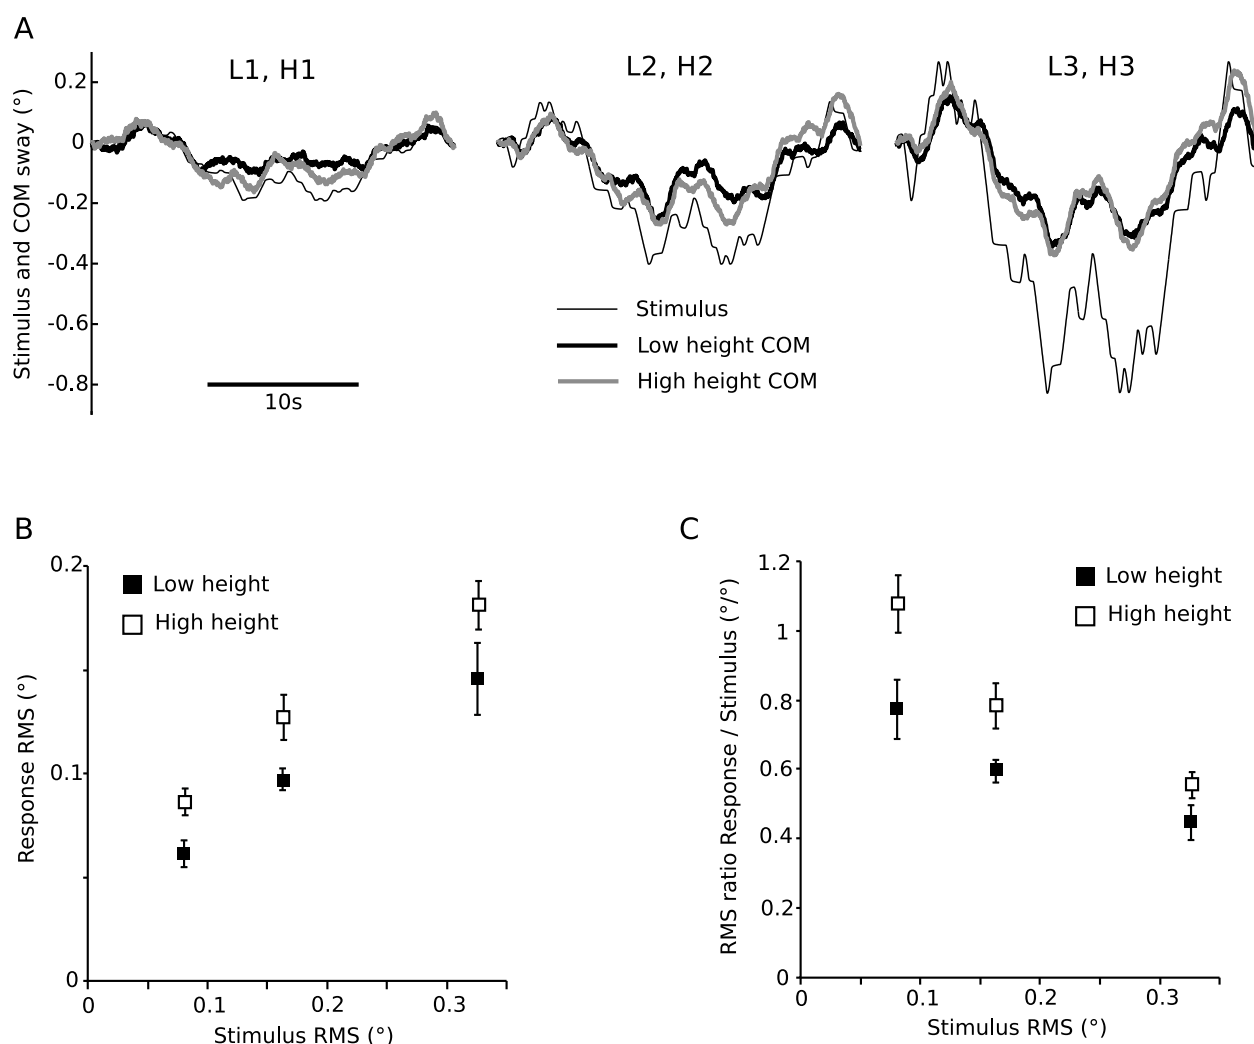 A
L1, H1
L2, H2
L3, H3
Stimulus and COM sway (°)
0.2
0
-0.2
-0.4
-0.6
-0.8
10s
Stimulus
Low height COM
High height COM
B
Response RMS (°)
0.2
0.1
0
Low height
High height
0
0.1
0.2
0.3
Stimulus RMS (°)
C
RMS ratio Response / Stimulus (°/°)
1.2
1
0.8
0.6
0.4
0.2
0
Low height
High height
0
0.1
0.2
0.3
Stimulus RMS (°)